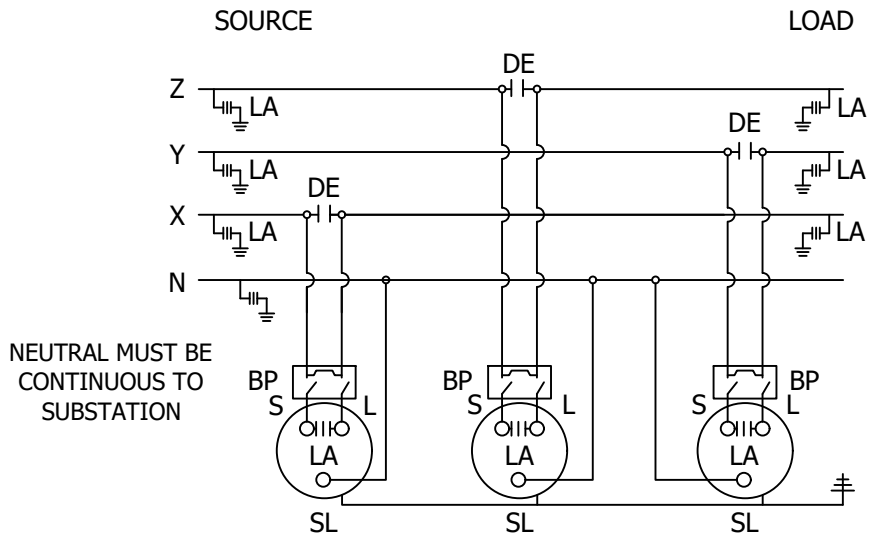 SOURCE LOAD
DE
Z
LA LA
DE
Y
LA LA
DE
X
LA LA
N
NEUTRAL MUST BE
CONTINUOUS TO
SUBSTATION
BP BP BP
S L S L S L
LA LA LA
SL SL SL